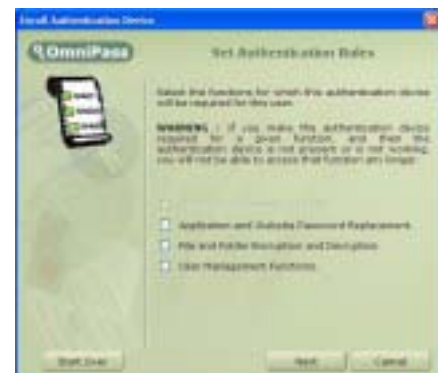 Enroll Authentication Device
OmniPass
Set Authentication Rules
Select the functions for which this authentication device
will be required for this user.
WARNING : If you make the authentication device
required for a given function, and then the
authentication device is not present or is not working,
you will not be able to access that function any longer.
Application and Website Password Replacement.
File and Folder Encryption and Decryption.
User Management Functions.
Start Over
Next
Cancel